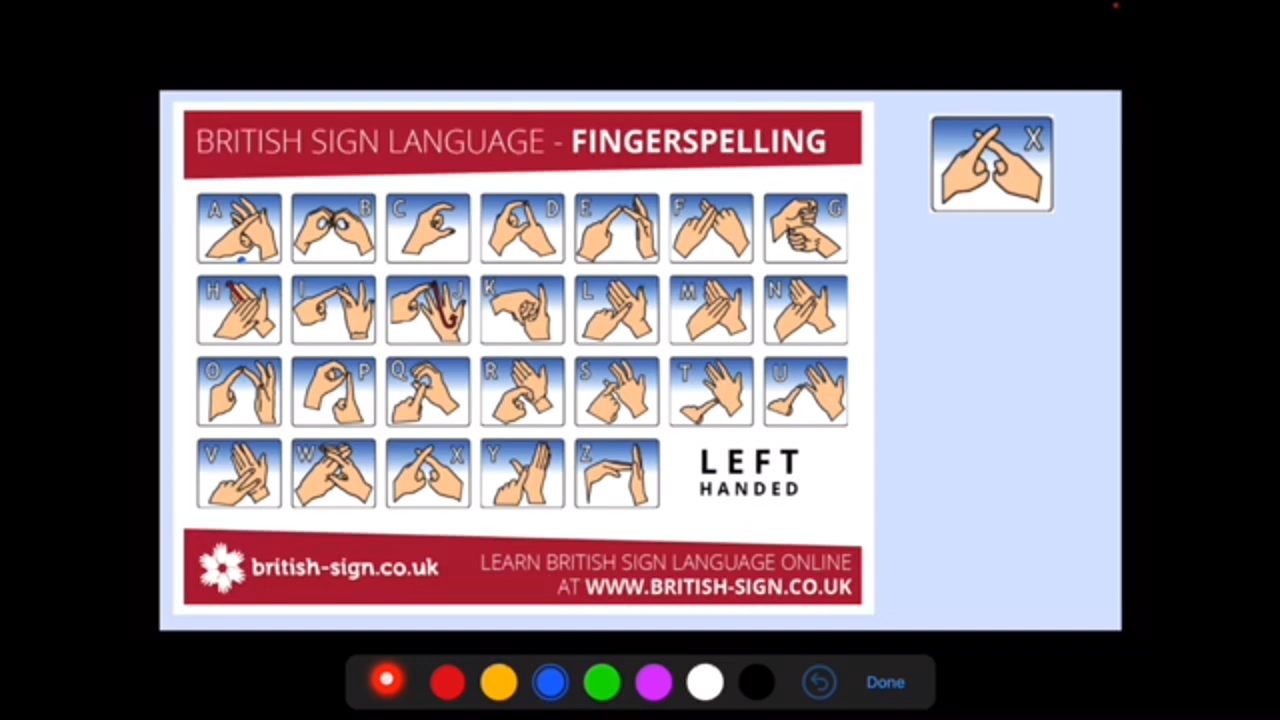 BRITISH SIGN LANGUAGE - FINGERSPELLING
X
A B C D E F G
H I J K L M N
O P Q R S T U
V W X Y Z
LEFT
HANDED
british-sign.co.uk
LEARN BRITISH SIGN LANGUAGE ONLINE
AT WWW.BRITISH-SIGN.CO.UK
Done